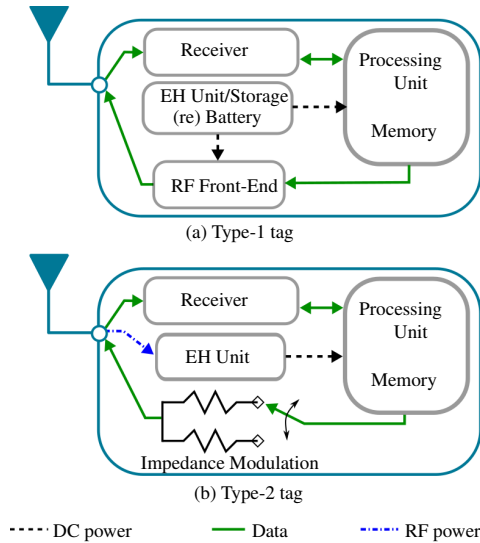 Receiver
Processing
Unit
EH Unit/Storage
(re) Battery
Memory
RF Front-End
(a) Type-1 tag
Receiver
Processing
Unit
EH Unit
Memory
Impedance Modulation
(b) Type-2 tag
DC power Data RF power